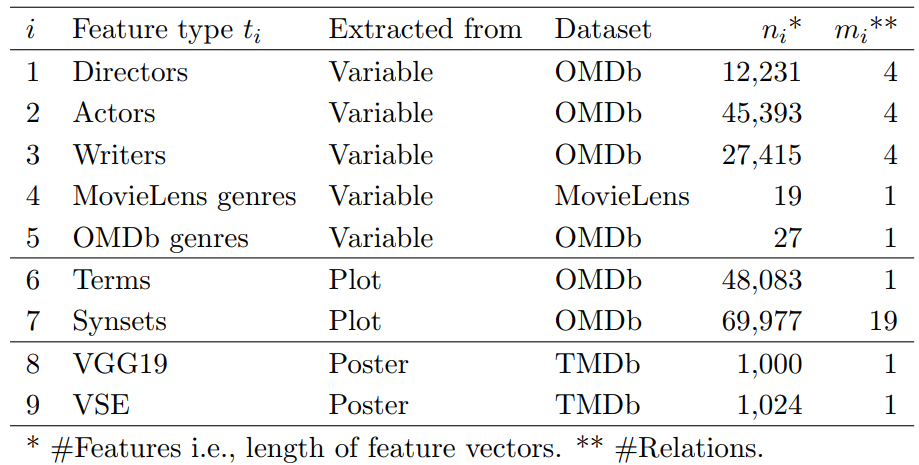 i Feature type tᵢ Extracted from Dataset nᵢ* mᵢ**
1 Directors Variable OMDb 12,231 4
2 Actors Variable OMDb 45,393 4
3 Writers Variable OMDb 27,415 4
4 MovieLens genres Variable MovieLens 19 1
5 OMDb genres Variable OMDb 27 1
6 Terms Plot OMDb 48,083 1
7 Synsets Plot OMDb 69,977 19
8 VGG19 Poster TMDb 1,000 1
9 VSE Poster TMDb 1,024 1
* #Features i.e., length of feature vectors. ** #Relations.